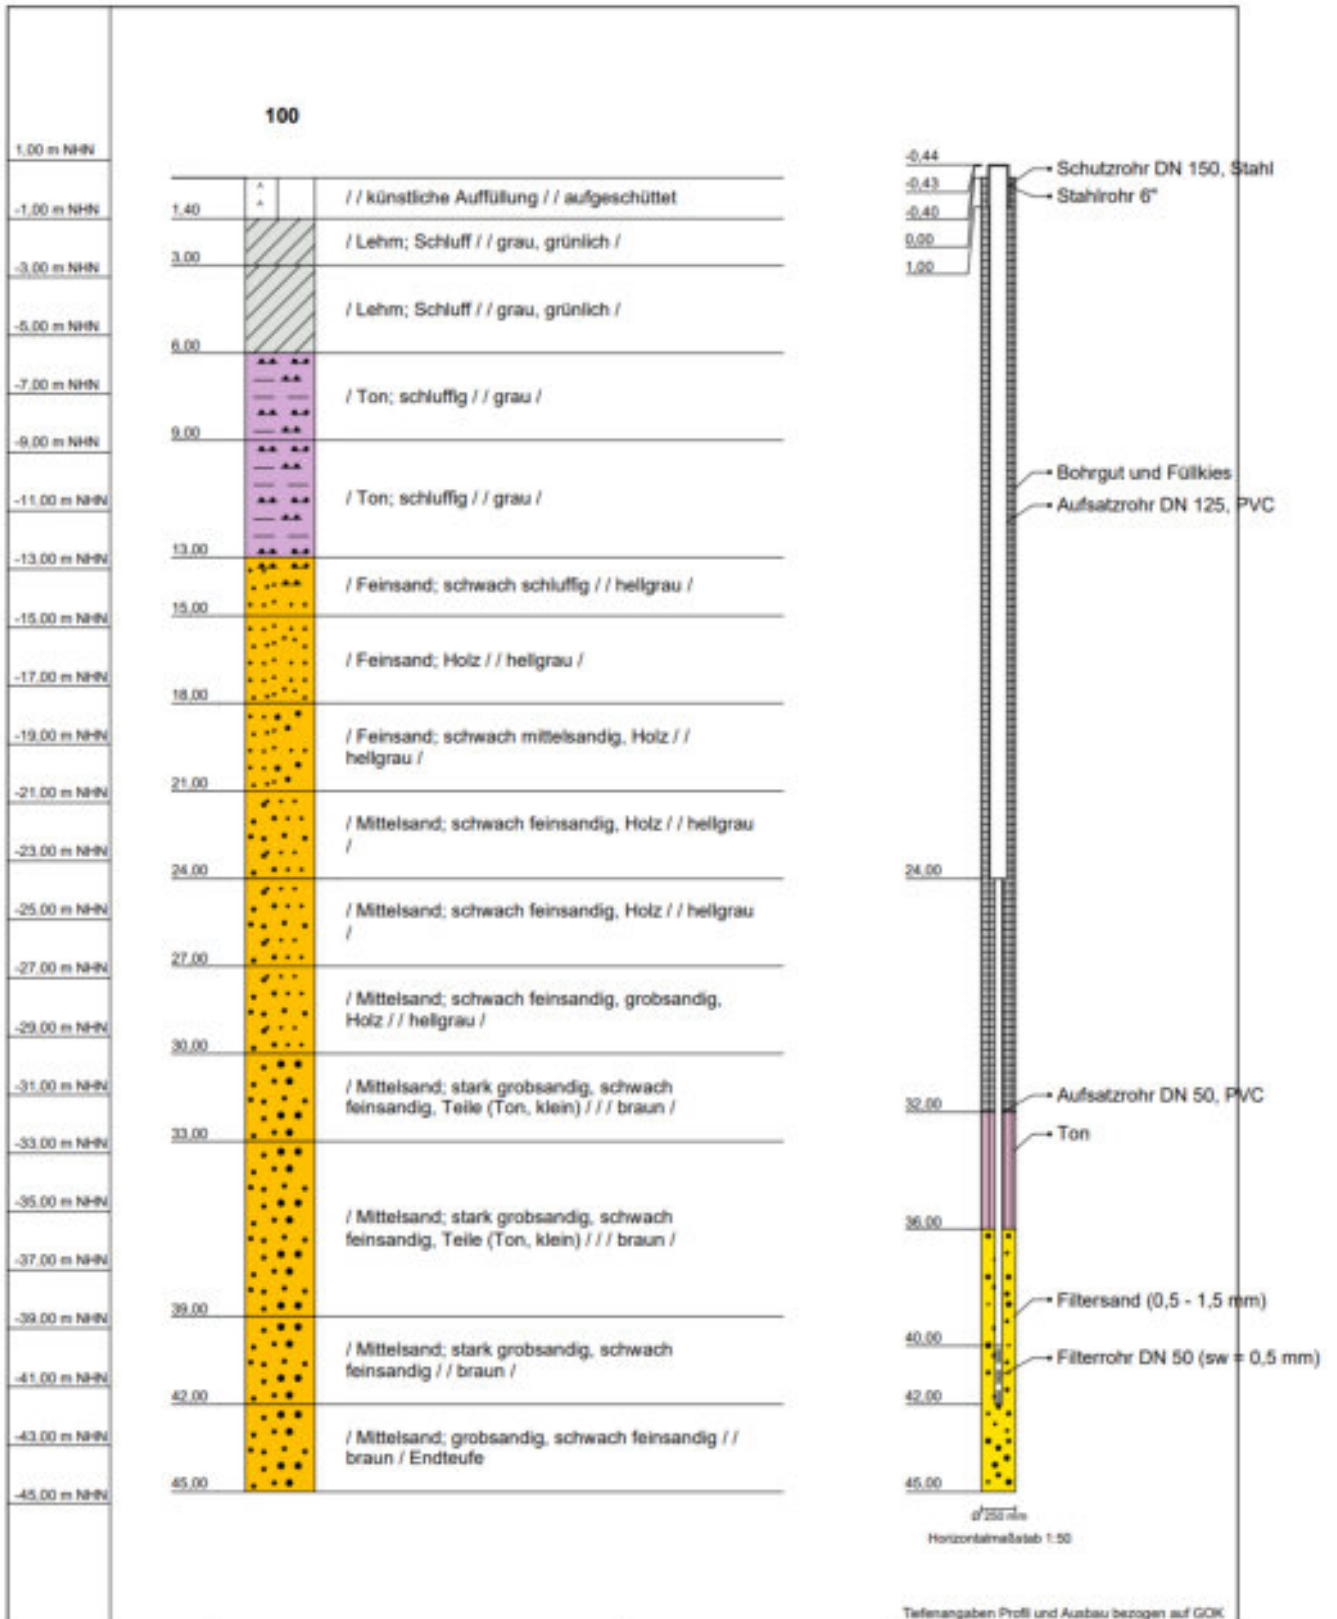 100
1,00 m NHN
-1,00 m NHN
-3,00 m NHN
-5,00 m NHN
-7,00 m NHN
-9,00 m NHN
-11,00 m NHN
-13,00 m NHN
-15,00 m NHN
-17,00 m NHN
-19,00 m NHN
-21,00 m NHN
-23,00 m NHN
-25,00 m NHN
-27,00 m NHN
-29,00 m NHN
-31,00 m NHN
-33,00 m NHN
-35,00 m NHN
-37,00 m NHN
-39,00 m NHN
-41,00 m NHN
-43,00 m NHN
-45,00 m NHN
/ / künstliche Auffüllung / / aufgeschüttet
1,40
/ Lehm; Schluff / / grau, grünlich /
3,00
/ Lehm; Schluff / / grau, grünlich /
6,00
/ Ton; schluffig / / grau /
9,00
/ Ton; schluffig / / grau /
13,00
/ Feinsand; schwach schluffig / / hellgrau /
15,00
/ Feinsand; Holz / / hellgrau /
18,00
/ Feinsand; schwach mittelsandig, Holz / /
hellgrau /
21,00
/ Mittelsand; schwach feinsandig, Holz / / hellgrau
/
24,00
/ Mittelsand; schwach feinsandig, Holz / / hellgrau
/
27,00
/ Mittelsand; schwach feinsandig, grobsandig,
Holz / / hellgrau /
30,00
/ Mittelsand; stark grobsandig, schwach
feinsandig, Teile (Ton, klein) / / / braun /
33,00
/ Mittelsand; stark grobsandig, schwach
feinsandig, Teile (Ton, klein) / / / braun /
39,00
/ Mittelsand; stark grobsandig, schwach
feinsandig / / braun /
42,00
/ Mittelsand; grobsandig, schwach feinsandig / /
braun / Endteufe
45,00
-0,44
-0,43
-0,40
0,00
1,00
Schutzrohr DN 150, Stahl
Stahlrohr 6"
Bohrgut und Füllkies
Aufsatzrohr DN 125, PVC
24,00
Aufsatzrohr DN 50, PVC
32,00
Ton
36,00
Filtersand (0,5 - 1,5 mm)
40,00
Filterrohr DN 50 (sw = 0,5 mm)
42,00
45,00
Ø 250 mm
Horizontalmaßstab 1:50
Tiefenangaben Profil und Ausbau bezogen auf GOK